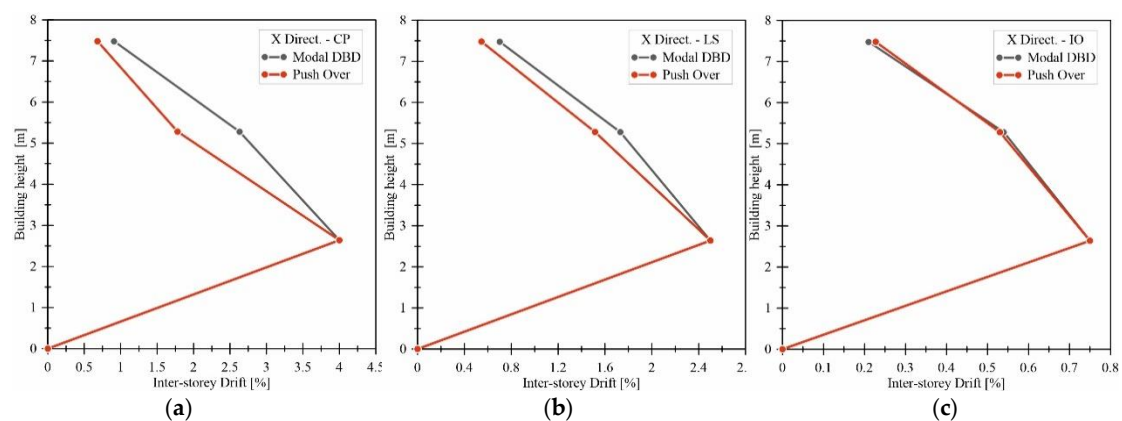 8
7
6
5
4
3
2
1
0
Building height [m]
X Direct. - CP
Modal DBD
Push Over
0 0.5 1 1.5 2 2.5 3 3.5 4 4.5
Inter-storey Drift [%]
(a)
8
7
6
5
4
3
2
1
0
Building height [m]
X Direct. - LS
Modal DBD
Push Over
0 0.4 0.8 1.2 1.6 2 2.4 2.
Inter-storey Drift [%]
(b)
8
7
6
5
4
3
2
1
0
Building height [m]
X Direct. - IO
Modal DBD
Push Over
0 0.1 0.2 0.3 0.4 0.5 0.6 0.7 0.8
Inter-storey Drift [%]
(c)